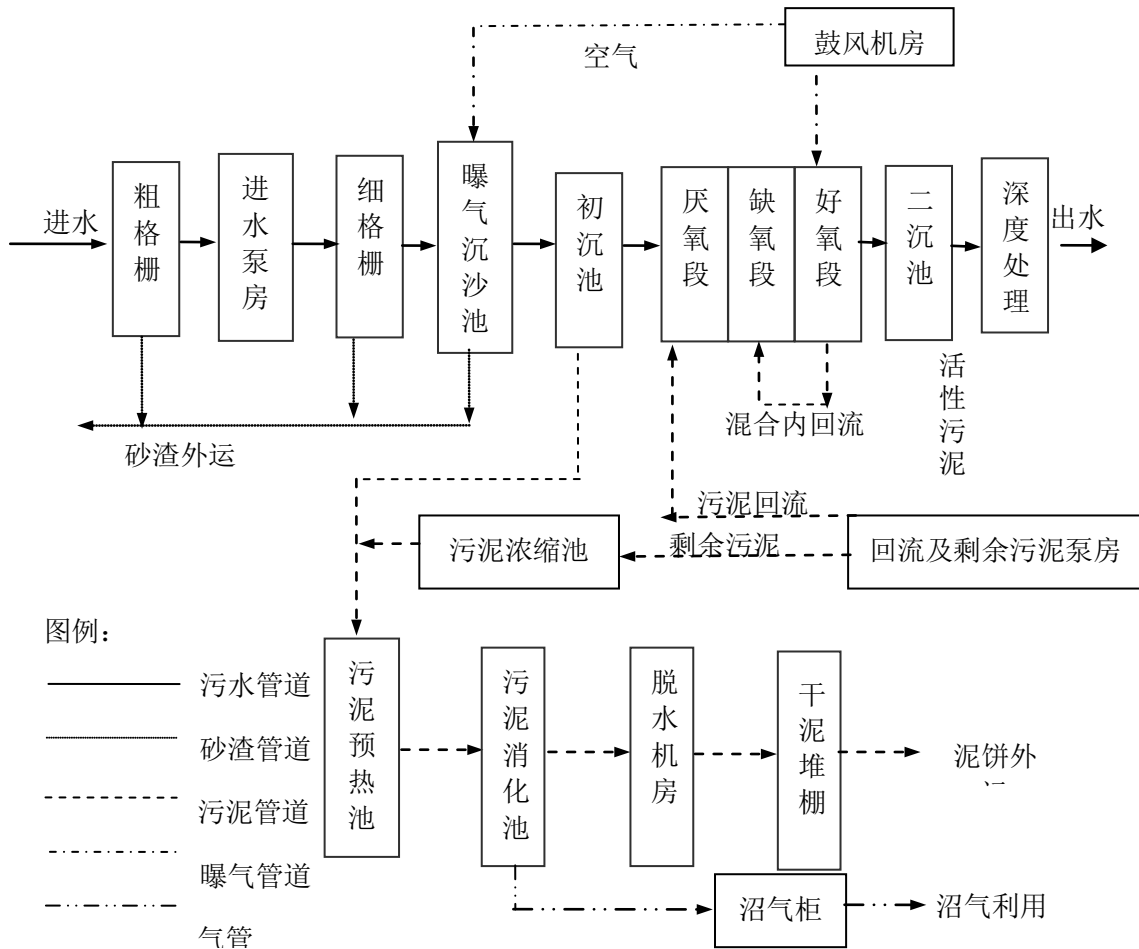 鼓风机房
空气
进水
粗格栅
进水泵房
细格栅
曝气沉沙池
初沉池
厌氧段
缺氧段
好氧段
二沉池
深度处理
出水
砂渣外运
混合内回流
活性污泥
污泥回流
剩余污泥
污泥浓缩池
回流及剩余污泥泵房
图例：
污水管道
砂渣管道
污泥管道
曝气管道
气管
污泥预热池
污泥消化池
脱水机房
干泥堆棚
泥饼外
沼气柜
沼气利用